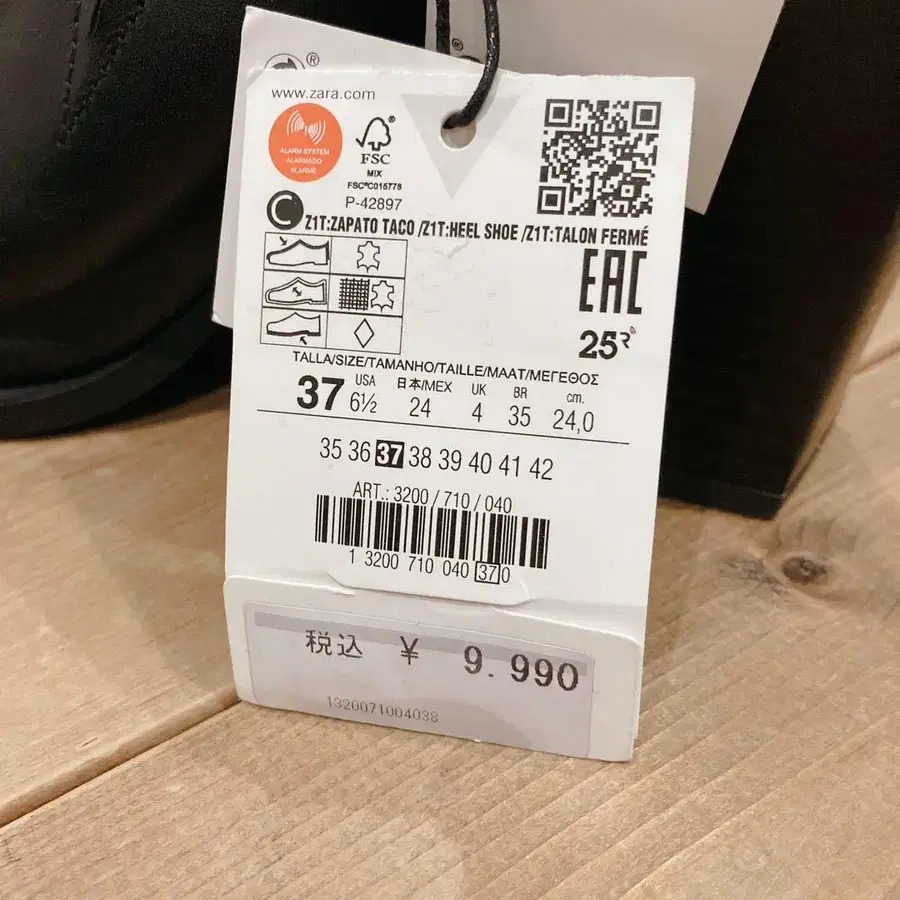 ®
www.zara.com
ALARM SYSTEM
ALARMADO
ALARME
FSC®
MIX
FSC®C015778
P-42897
C
Z1T:ZAPATO TACO /Z1T:HEEL SHOE /Z1T:TALON FERMÉ
EAC
25
TALLA/SIZE/TAMANHO/TAILLE/MAAT/ΜΕΓΕΘΟΣ
37 USA 6½ 日本/MEX 24 UK 4 BR 35 cm. 24,0
35 36 37 38 39 40 41 42
ART.: 3200/710/040
1 3200 710 040 37 0
税込 ¥ 9.990
1320071004038